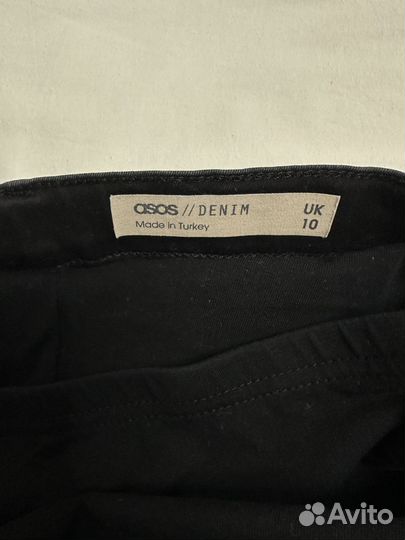 asos // DENIM
Made in Turkey
UK
10
Avito